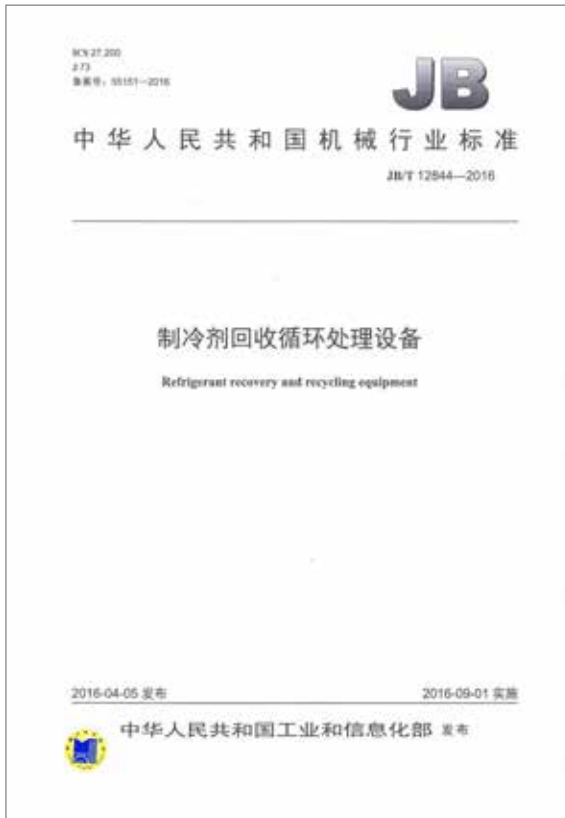 ICS 27.200
J 73
备案号：55151—2016
JB
中华人民共和国机械行业标准
JB/T 12844—2016
制冷剂回收循环处理设备
Refrigerant recovery and recycling equipment
2016-04-05 发布
2016-09-01 实施
中华人民共和国工业和信息化部 发布